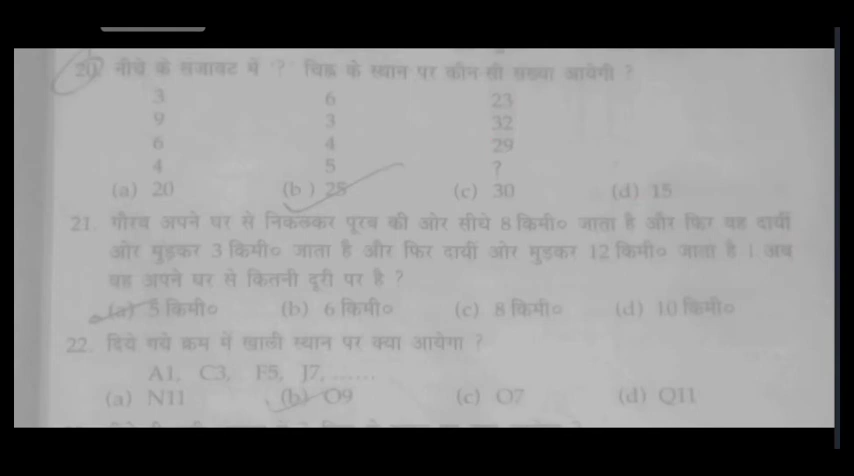 20. नीचे के सजावट में '?' चिह्न के स्थान पर कौन सी संख्या आयेगी ?
3 6 23
9 3 32
6 4 29
4 5 ?
(a) 20 (b) 25 (c) 30 (d) 15
21. गौरव अपने घर से निकलकर पूरब की ओर सीधे 8 किमी० जाता है और फिर वह दायीं
ओर मुड़कर 3 किमी० जाता है और फिर दायीं ओर मुड़कर 12 किमी० जाता है । अब
वह अपने घर से कितनी दूरी पर है ?
(a) 5 किमी० (b) 6 किमी० (c) 8 किमी० (d) 10 किमी०
22. दिये गये क्रम में खाली स्थान पर क्या आयेगा ?
A1, C3, F5, J7, ......
(a) N11 (b) O9 (c) O7 (d) Q11